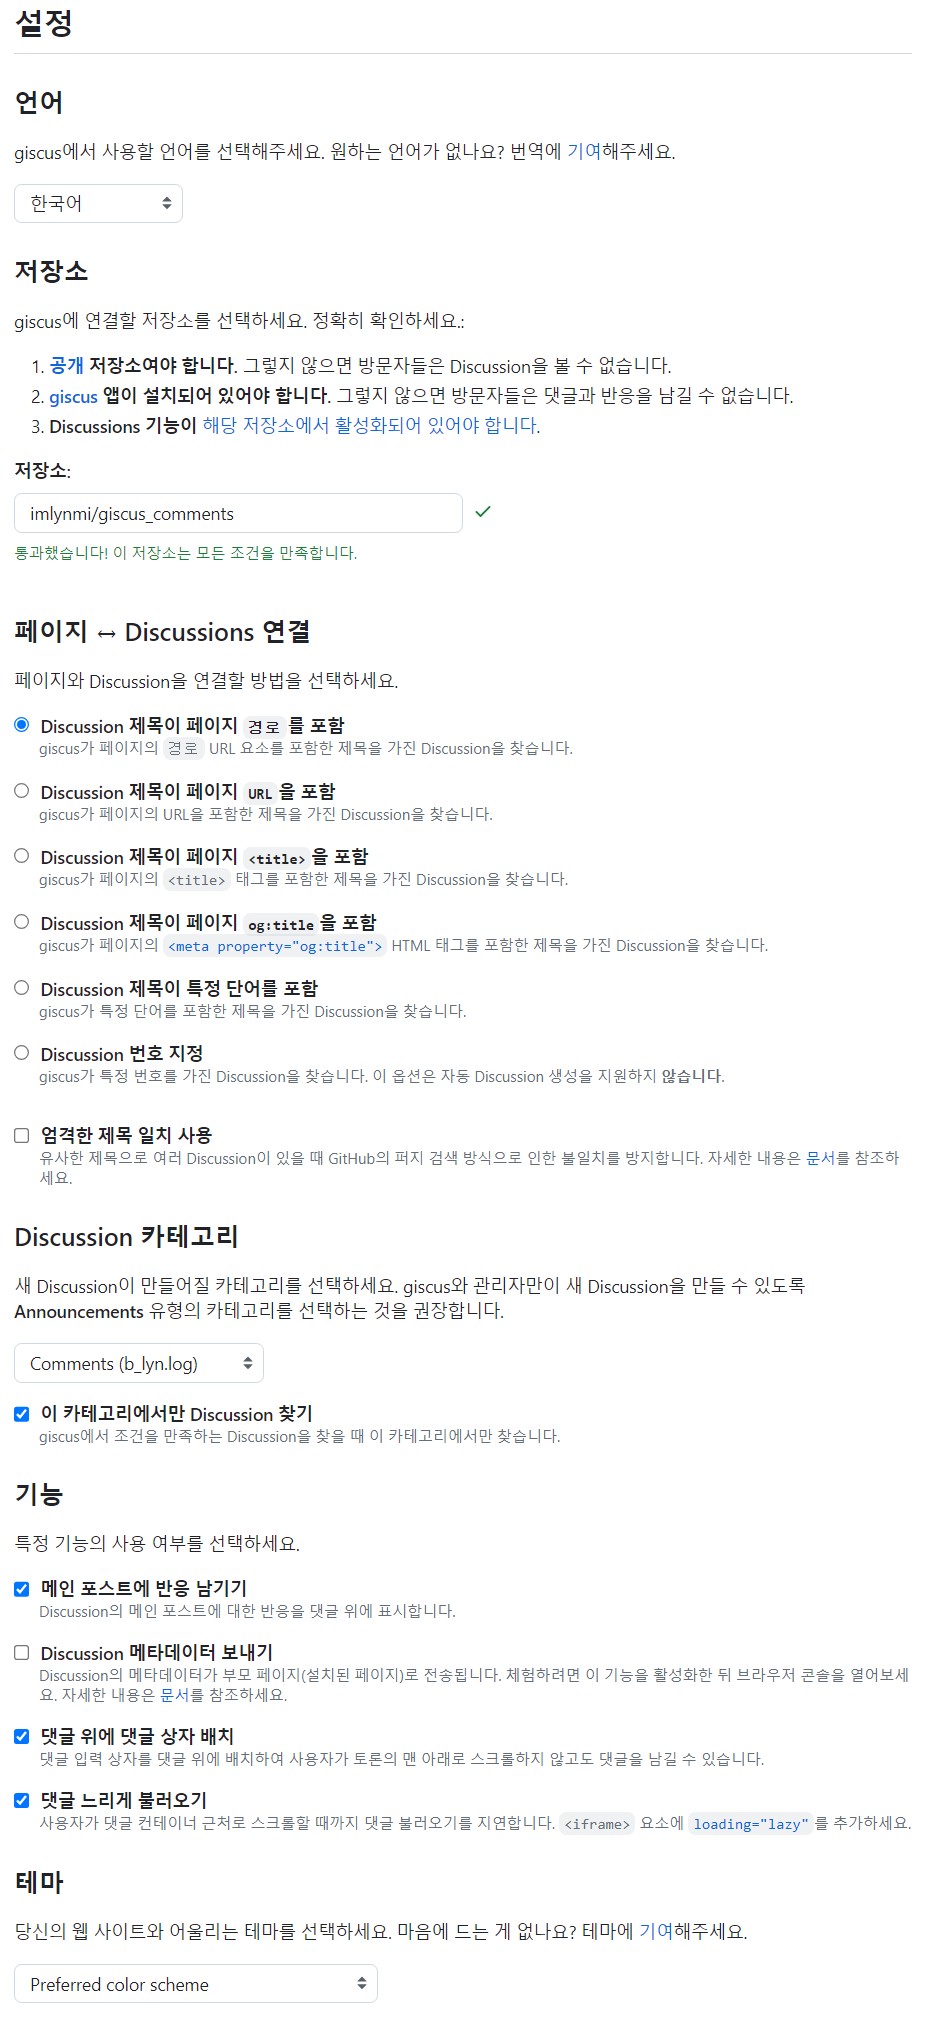 설정
언어
giscus에서 사용할 언어를 선택해주세요. 원하는 언어가 없나요? 번역에 기여해주세요.
한국어
저장소
giscus에 연결할 저장소를 선택하세요. 정확히 확인하세요.:
1. 공개 저장소여야 합니다. 그렇지 않으면 방문자들은 Discussion을 볼 수 없습니다.
2. giscus 앱이 설치되어 있어야 합니다. 그렇지 않으면 방문자들은 댓글과 반응을 남길 수 없습니다.
3. Discussions 기능이 해당 저장소에서 활성화되어 있어야 합니다.
저장소:
imlynmi/giscus_comments
통과했습니다! 이 저장소는 모든 조건을 만족합니다.
페이지 ↔ Discussions 연결
페이지와 Discussion을 연결할 방법을 선택하세요.
Discussion 제목이 페이지 경로 를 포함
giscus가 페이지의 경로 URL 요소를 포함한 제목을 가진 Discussion을 찾습니다.
Discussion 제목이 페이지 URL 을 포함
giscus가 페이지의 URL을 포함한 제목을 가진 Discussion을 찾습니다.
Discussion 제목이 페이지 <title> 을 포함
giscus가 페이지의 <title> 태그를 포함한 제목을 가진 Discussion을 찾습니다.
Discussion 제목이 페이지 og:title 을 포함
giscus가 페이지의 <meta property="og:title"> HTML 태그를 포함한 제목을 가진 Discussion을 찾습니다.
Discussion 제목이 특정 단어를 포함
giscus가 특정 단어를 포함한 제목을 가진 Discussion을 찾습니다.
Discussion 번호 지정
giscus가 특정 번호를 가진 Discussion을 찾습니다. 이 옵션은 자동 Discussion 생성을 지원하지 않습니다.
엄격한 제목 일치 사용
유사한 제목으로 여러 Discussion이 있을 때 GitHub의 퍼지 검색 방식으로 인한 불일치를 방지합니다. 자세한 내용은 문서를 참조하
세요.
Discussion 카테고리
새 Discussion이 만들어질 카테고리를 선택하세요. giscus와 관리자만이 새 Discussion을 만들 수 있도록
Announcements 유형의 카테고리를 선택하는 것을 권장합니다.
Comments (b_lyn.log)
이 카테고리에서만 Discussion 찾기
giscus에서 조건을 만족하는 Discussion을 찾을 때 이 카테고리에서만 찾습니다.
기능
특정 기능의 사용 여부를 선택하세요.
메인 포스트에 반응 남기기
Discussion의 메인 포스트에 대한 반응을 댓글 위에 표시합니다.
Discussion 메타데이터 보내기
Discussion의 메타데이터가 부모 페이지(설치된 페이지)로 전송됩니다. 체험하려면 이 기능을 활성화한 뒤 브라우저 콘솔을 열어보세
요. 자세한 내용은 문서를 참조하세요.
댓글 위에 댓글 상자 배치
댓글 입력 상자를 댓글 위에 배치하여 사용자가 토론의 맨 아래로 스크롤하지 않고도 댓글을 남길 수 있습니다.
댓글 느리게 불러오기
사용자가 댓글 컨테이너 근처로 스크롤할 때까지 댓글 불러오기를 지연합니다. <iframe> 요소에 loading="lazy" 를 추가하세요.
테마
당신의 웹 사이트와 어울리는 테마를 선택하세요. 마음에 드는 게 없나요? 테마에 기여해주세요.
Preferred color scheme